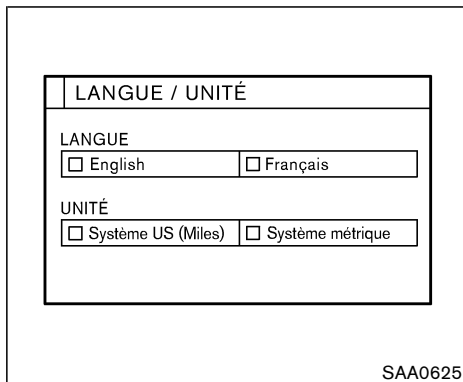 LANGUE / UNITÉ
LANGUE
English Français
UNITÉ
Système US (Miles) Système métrique
SAA0625